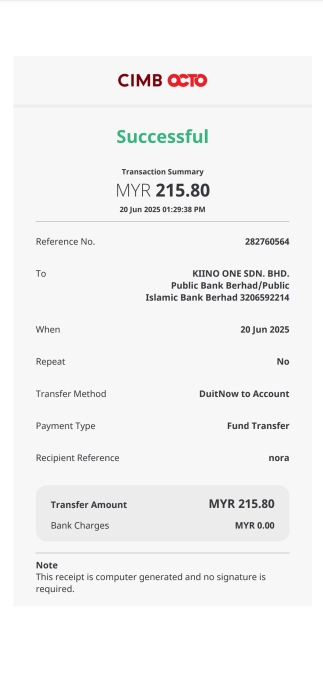 CIMB OCTO
Successful
Transaction Summary
MYR 215.80
20 Jun 2025 01:29:38 PM
Reference No. 282760564
To KIINO ONE SDN. BHD.
Public Bank Berhad/Public
Islamic Bank Berhad 3206592214
When 20 Jun 2025
Repeat No
Transfer Method DuitNow to Account
Payment Type Fund Transfer
Recipient Reference nora
Transfer Amount MYR 215.80
Bank Charges MYR 0.00
Note
This receipt is computer generated and no signature is
required.